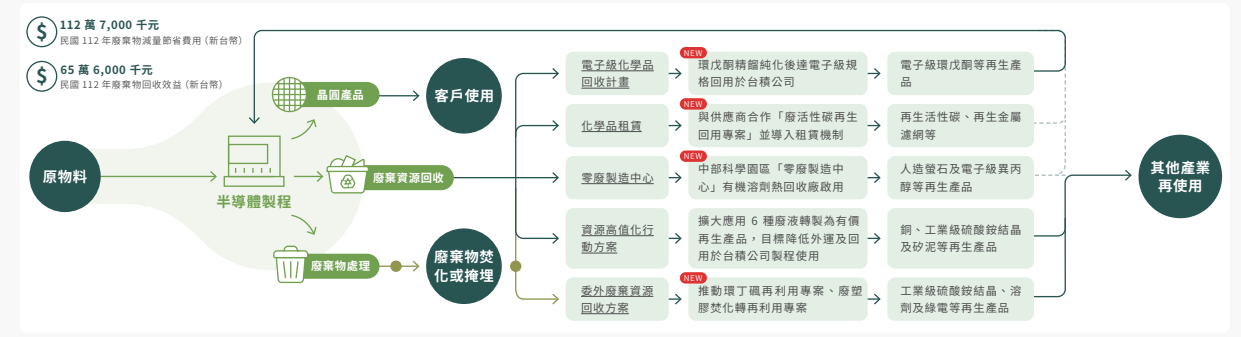 112 萬 7,000 千元
民國 112 年廢棄物減量節省費用 (新台幣)
65 萬 6,000 千元
民國 112 年廢棄物回收效益 (新台幣)
原物料
半導體製程
晶圓產品
客戶使用
廢棄資源回收
廢棄物處理
廢棄物焚
化或掩埋
電子級化學品
回收計畫
NEW
環戊酮精餾純化後達電子級規
格回用於台積公司
電子級環戊酮等再生產
品
化學品租賃
NEW
與供應商合作「廢活性碳再生
回用專案」並導入租賃機制
再生活性碳、再生金屬
濾網等
零廢製造中心
NEW
中部科學園區「零廢製造中
心」有機溶劑熱回收廠啟用
人造螢石及電子級異丙
醇等再生產品
資源高值化行
動方案
擴大應用 6 種廢液轉製為有價
再生產品，目標降低外運及回
用於台積公司製程使用
銅、工業級硫酸銨結晶
及矽泥等再生產品
委外廢棄資源
回收方案
NEW
推動環丁碸再利用專案、廢塑
膠焚化轉再利用專案
工業級硫酸銨結晶、溶
劑及綠電等再生產品
其他產業
再使用